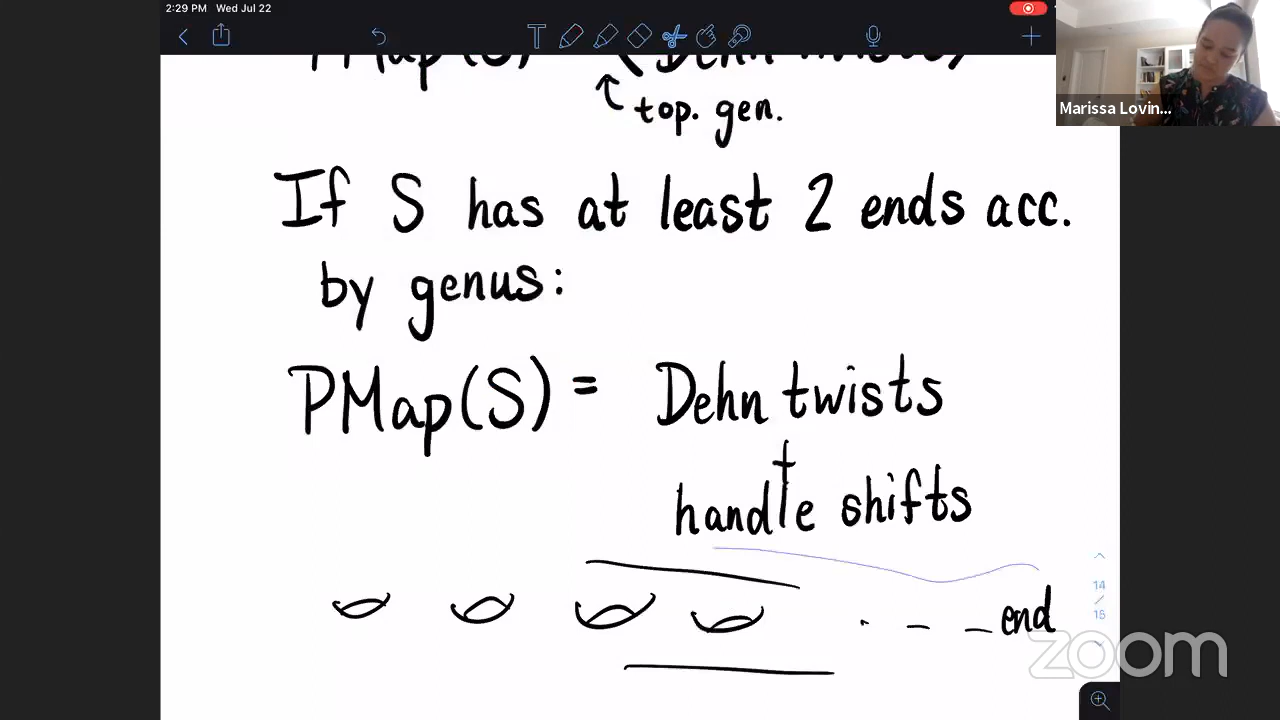 2:29 PM Wed Jul 22
PMap(S)
top. gen.
If S has at least 2 ends acc.
by genus:
PMap(S) = Dehn twists
+
handle shifts
. _ _ end
14
/
Marissa Lovin...
zoom